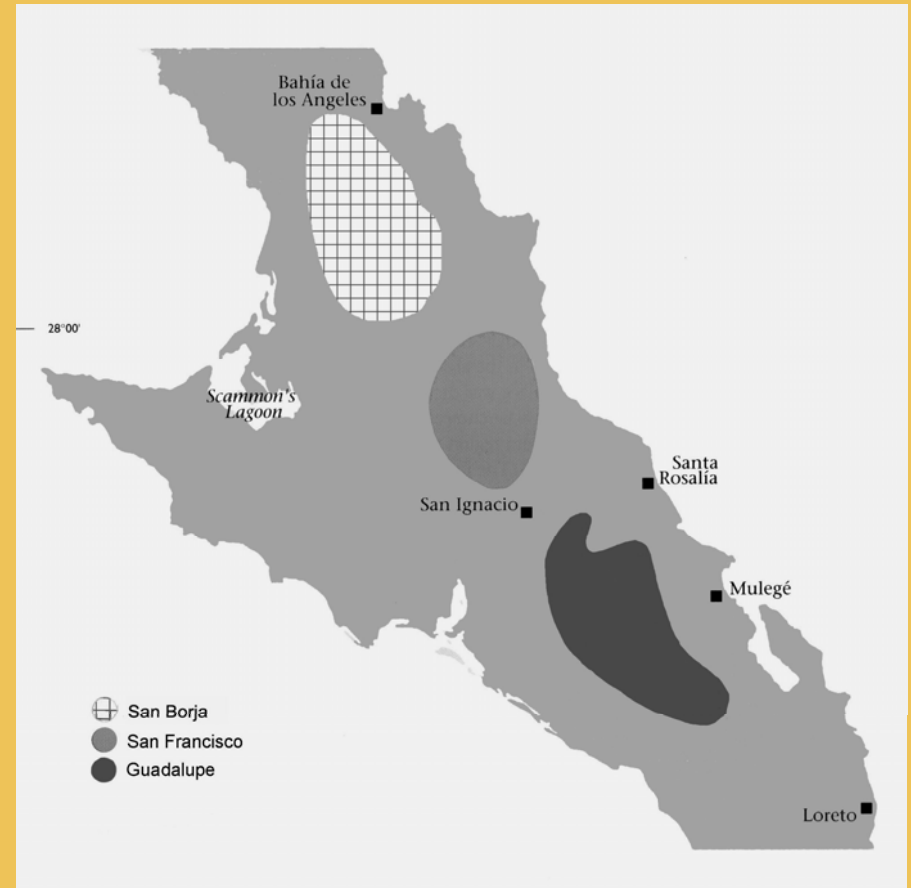 Bahía de
los Angeles
28°00'
Scammon's
Lagoon
Santa
Rosalía
San Ignacio
Mulegé
San Borja
San Francisco
Guadalupe
Loreto